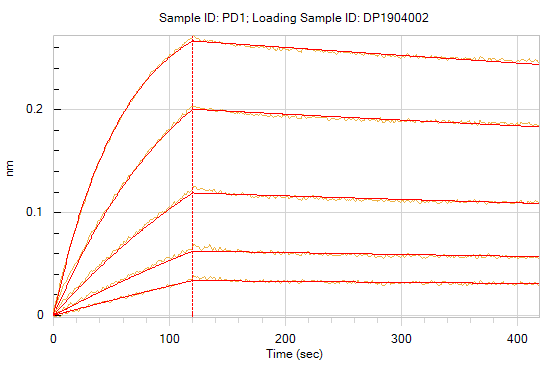 Sample ID: PD1; Loading Sample ID: DP1904002
0.2
0.1
0
nm
0 100 200 300 400
Time (sec)